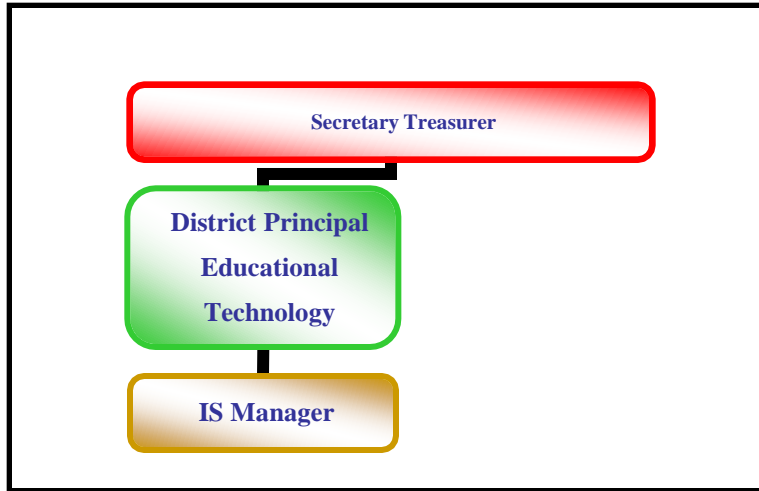 Secretary Treasurer
District Principal
Educational
Technology
IS Manager